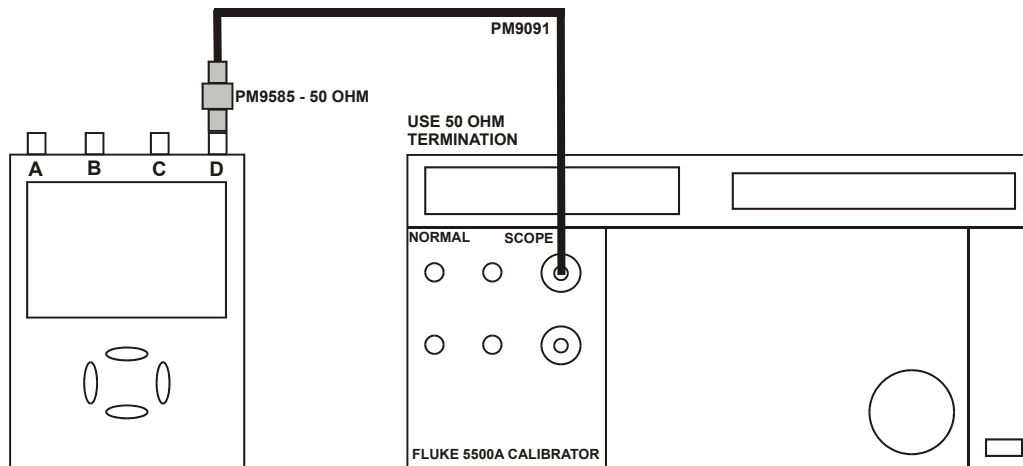 PM9091
PM9585 - 50 OHM
USE 50 OHM
TERMINATION
A B C D
NORMAL SCOPE
FLUKE 5500A CALIBRATOR